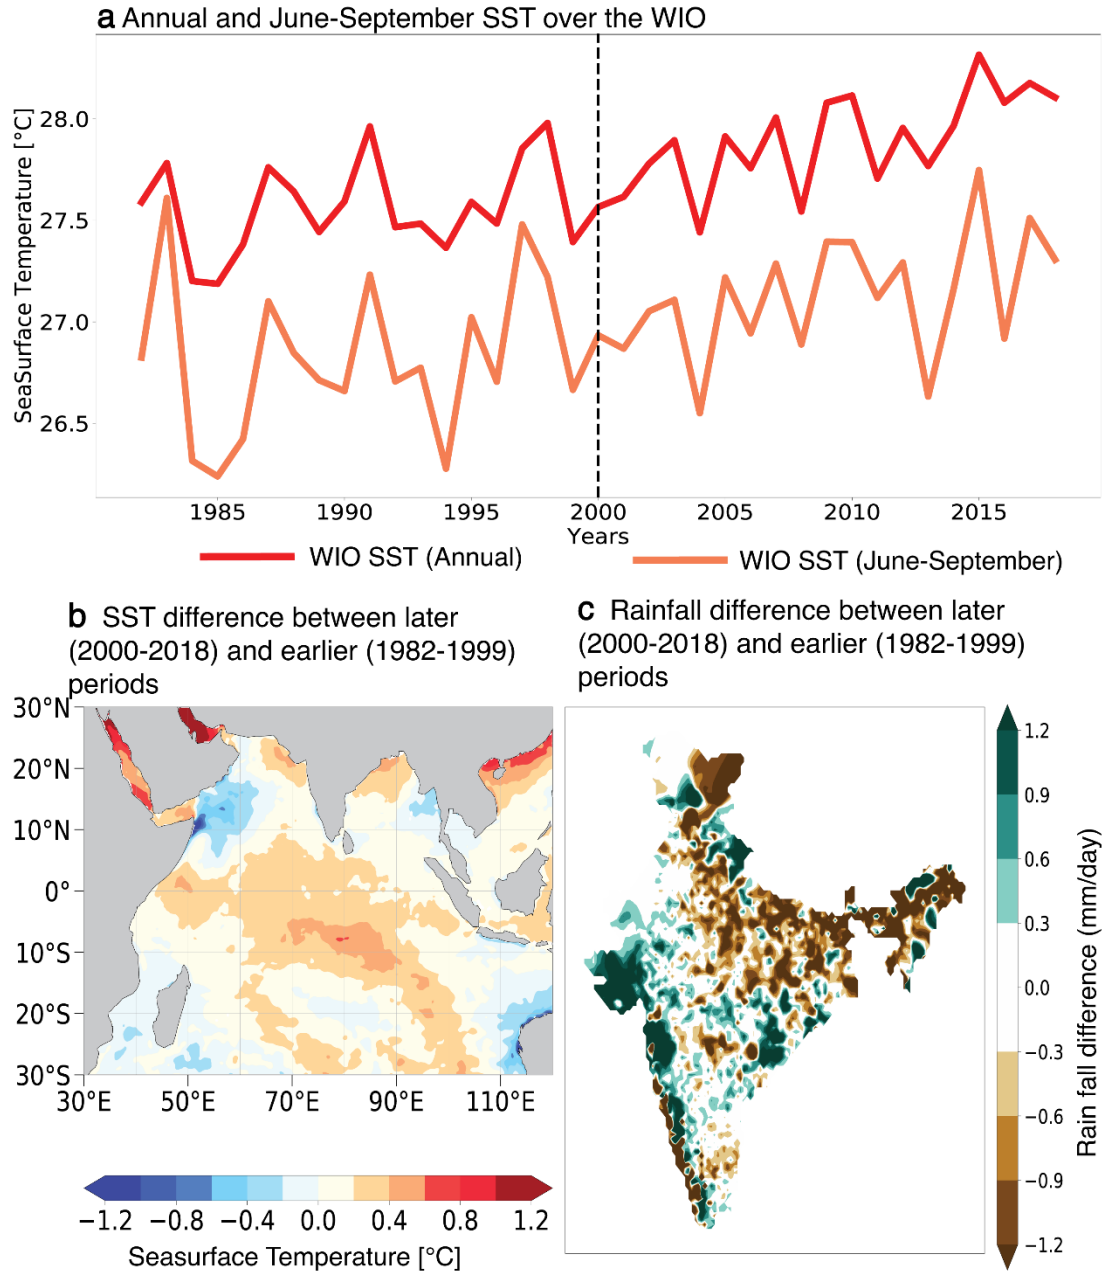 a Annual and June-September SST over the WIO
SeaSurface Temperature [°C]
28.0
27.5
27.0
26.5
1985 1990 1995 2000 2005 2010 2015
Years
WIO SST (Annual) WIO SST (June-September)
b SST difference between later
(2000-2018) and earlier (1982-1999)
periods
30°N
20°N
10°N
0°
10°S
20°S
30°S
30°E 50°E 70°E 90°E 110°E
−1.2 −0.8 −0.4 0.0 0.4 0.8 1.2
Seasurface Temperature [°C]
c Rainfall difference between later
(2000-2018) and earlier (1982-1999)
periods
1.2
0.9
0.6
0.3
0.0
−0.3
−0.6
−0.9
−1.2
Rain fall difference (mm/day)